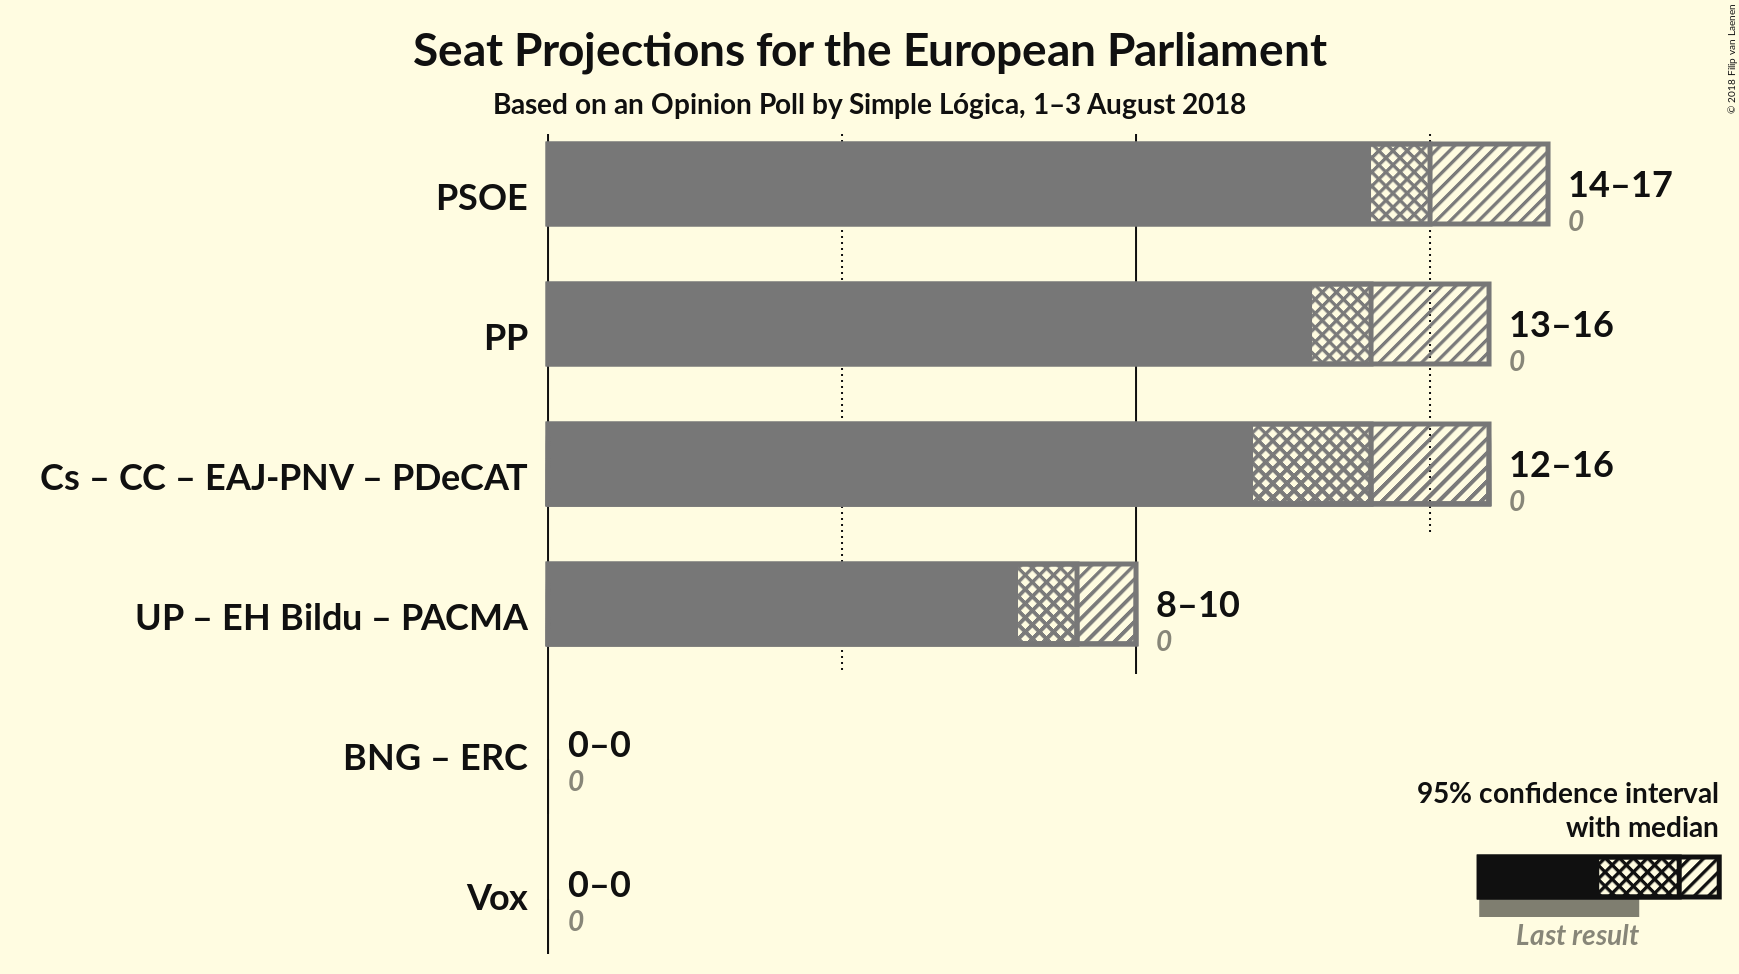 Seat Projections for the European Parliament
Based on an Opinion Poll by Simple Lógica, 1–3 August 2018
© 2018 Filip van Laenen
PSOE
14–17
0
PP
13–16
0
Cs – CC – EAJ-PNV – PDeCAT
12–16
0
UP – EH Bildu – PACMA
8–10
0
BNG – ERC
0–0
0
Vox
0–0
0
95% confidence interval
with median
Last result